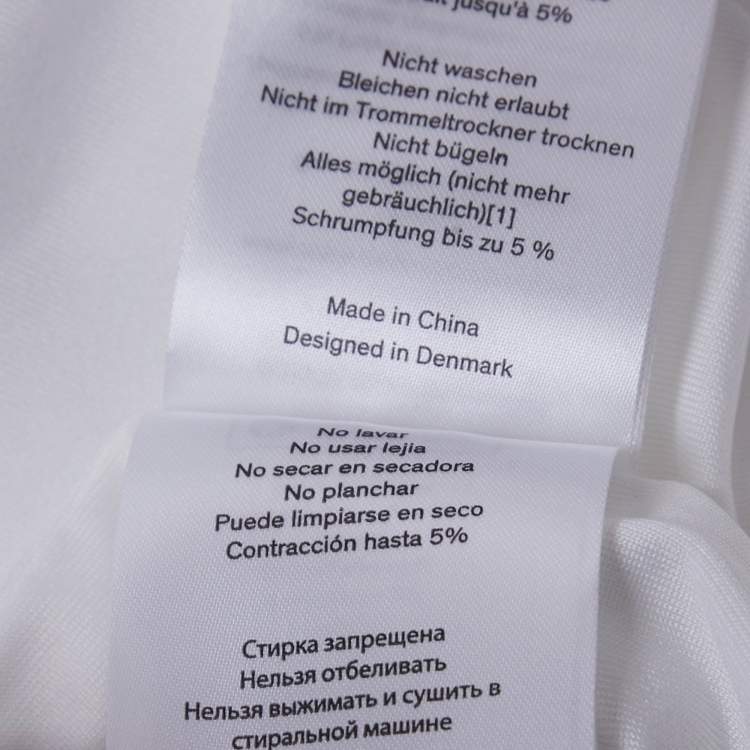 jusqu'à 5%
Nicht waschen
Bleichen nicht erlaubt
Nicht im Trommeltrockner trocknen
Nicht bügeln
Alles möglich (nicht mehr
gebräuchlich)[1]
Schrumpfung bis zu 5 %
Made in China
Designed in Denmark
No lavar
No usar lejia
No secar en secadora
No planchar
Puede limpiarse en seco
Contracción hasta 5%
Стирка запрещена
Нельзя отбеливать
Нельзя выжимать и сушить в
стиральной машине